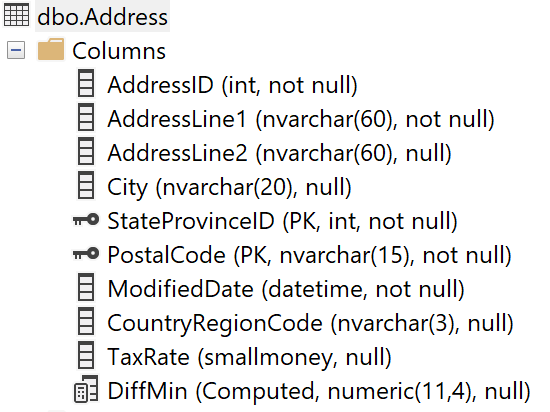 dbo.Address
Columns
AddressID (int, not null)
AddressLine1 (nvarchar(60), not null)
AddressLine2 (nvarchar(60), null)
City (nvarchar(20), null)
StateProvinceID (PK, int, not null)
PostalCode (PK, nvarchar(15), not null)
ModifiedDate (datetime, not null)
CountryRegionCode (nvarchar(3), null)
TaxRate (smallmoney, null)
DiffMin (Computed, numeric(11,4), null)